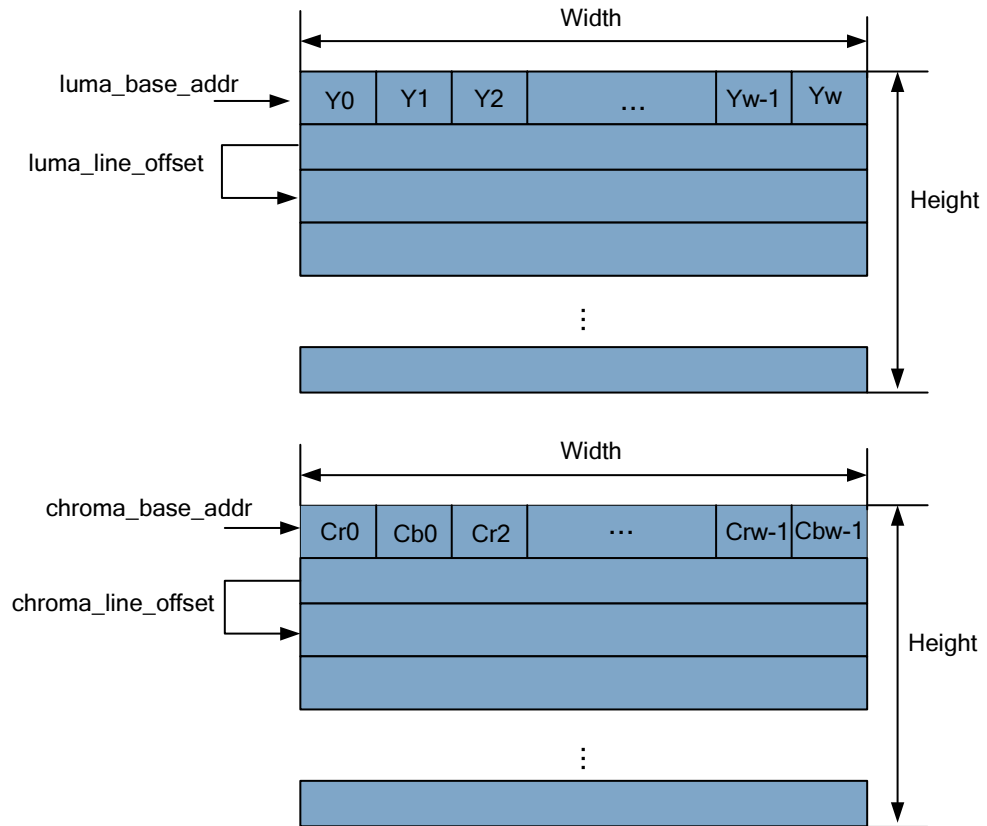 Width
luma_base_addr
Y0 Y1 Y2 ... Yw-1 Yw
luma_line_offset
Height
...
Width
chroma_base_addr
Cr0 Cb0 Cr2 ... Crw-1 Cbw-1
chroma_line_offset
Height
...